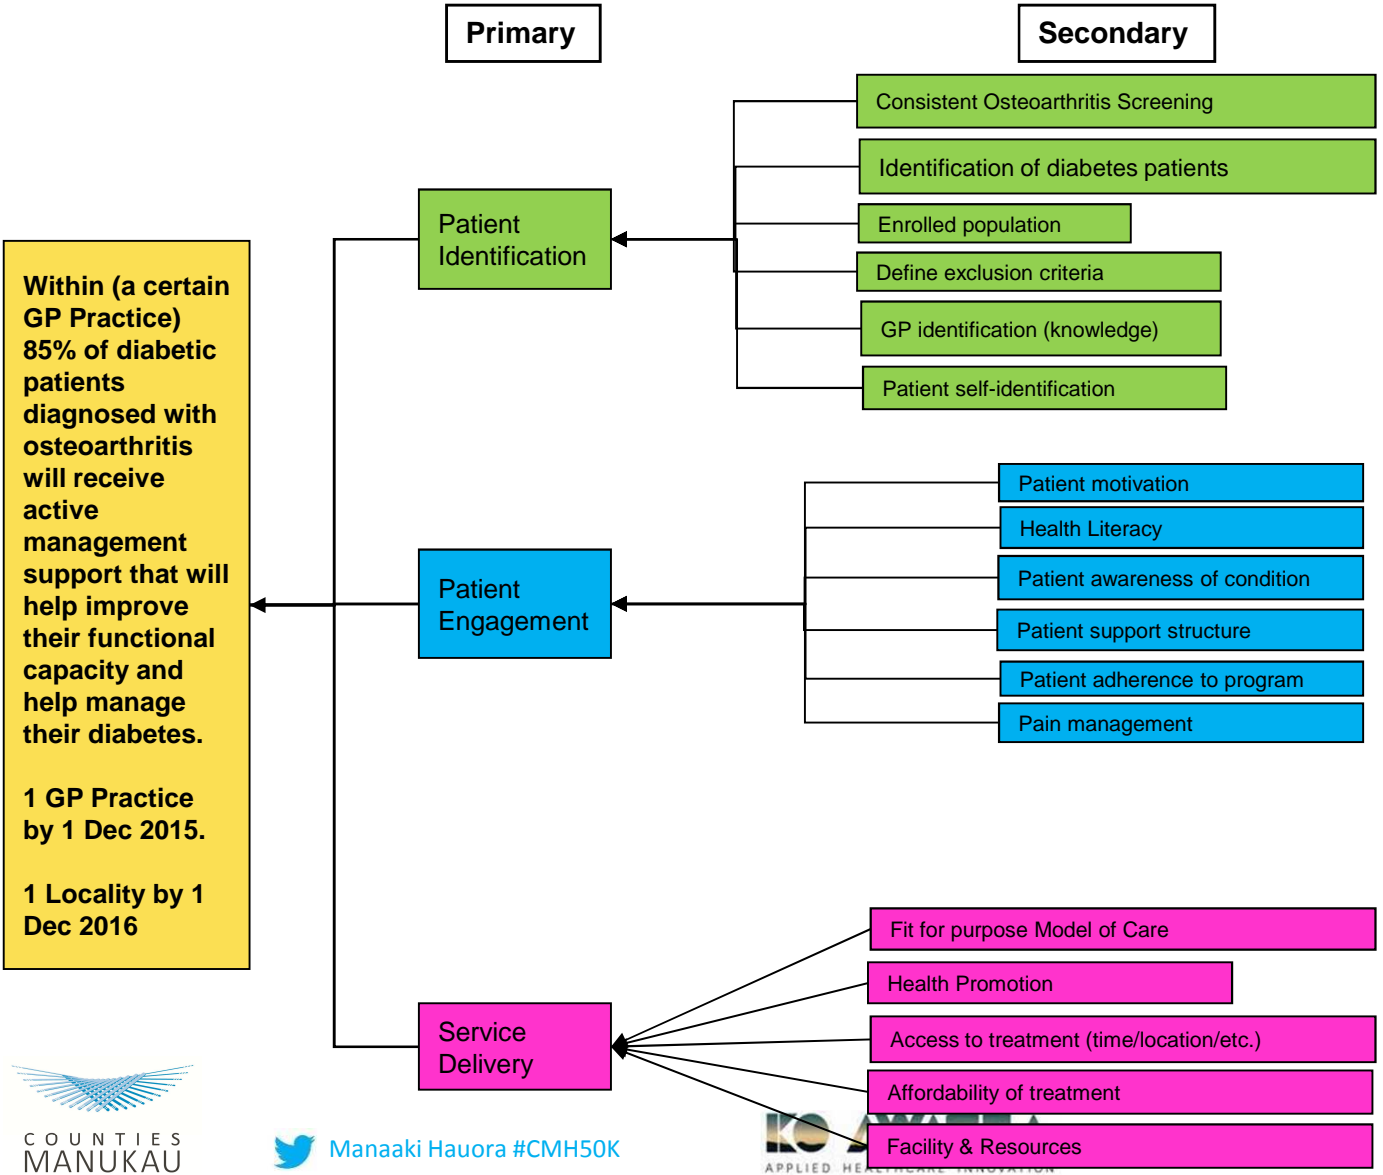 Primary
Secondary
Within (a certain
GP Practice)
85% of diabetic
patients
diagnosed with
osteoarthritis
will receive
active
management
support that will
help improve
their functional
capacity and
help manage
their diabetes.
1 GP Practice
by 1 Dec 2015.
1 Locality by 1
Dec 2016
Patient
Identification
Consistent Osteoarthritis Screening
Identification of diabetes patients
Enrolled population
Define exclusion criteria
GP identification (knowledge)
Patient self-identification
Patient
Engagement
Patient motivation
Health Literacy
Patient awareness of condition
Patient support structure
Patient adherence to program
Pain management
Service
Delivery
Fit for purpose Model of Care
Health Promotion
Access to treatment (time/location/etc.)
Affordability of treatment
Facility & Resources
COUNTIES
MANUKAU
Manaaki Hauora #CMH50K
KO
APPLIED HEALTHCARE INNOVATION